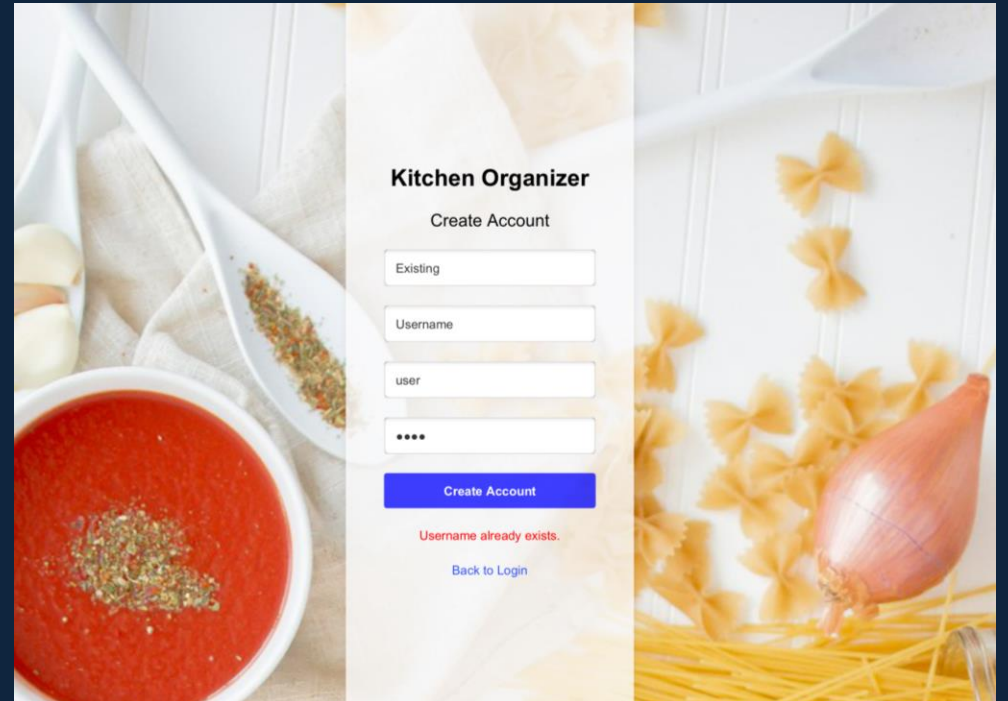 Kitchen Organizer
Create Account
Existing
Username
user
••••
Create Account
Username already exists.
Back to Login